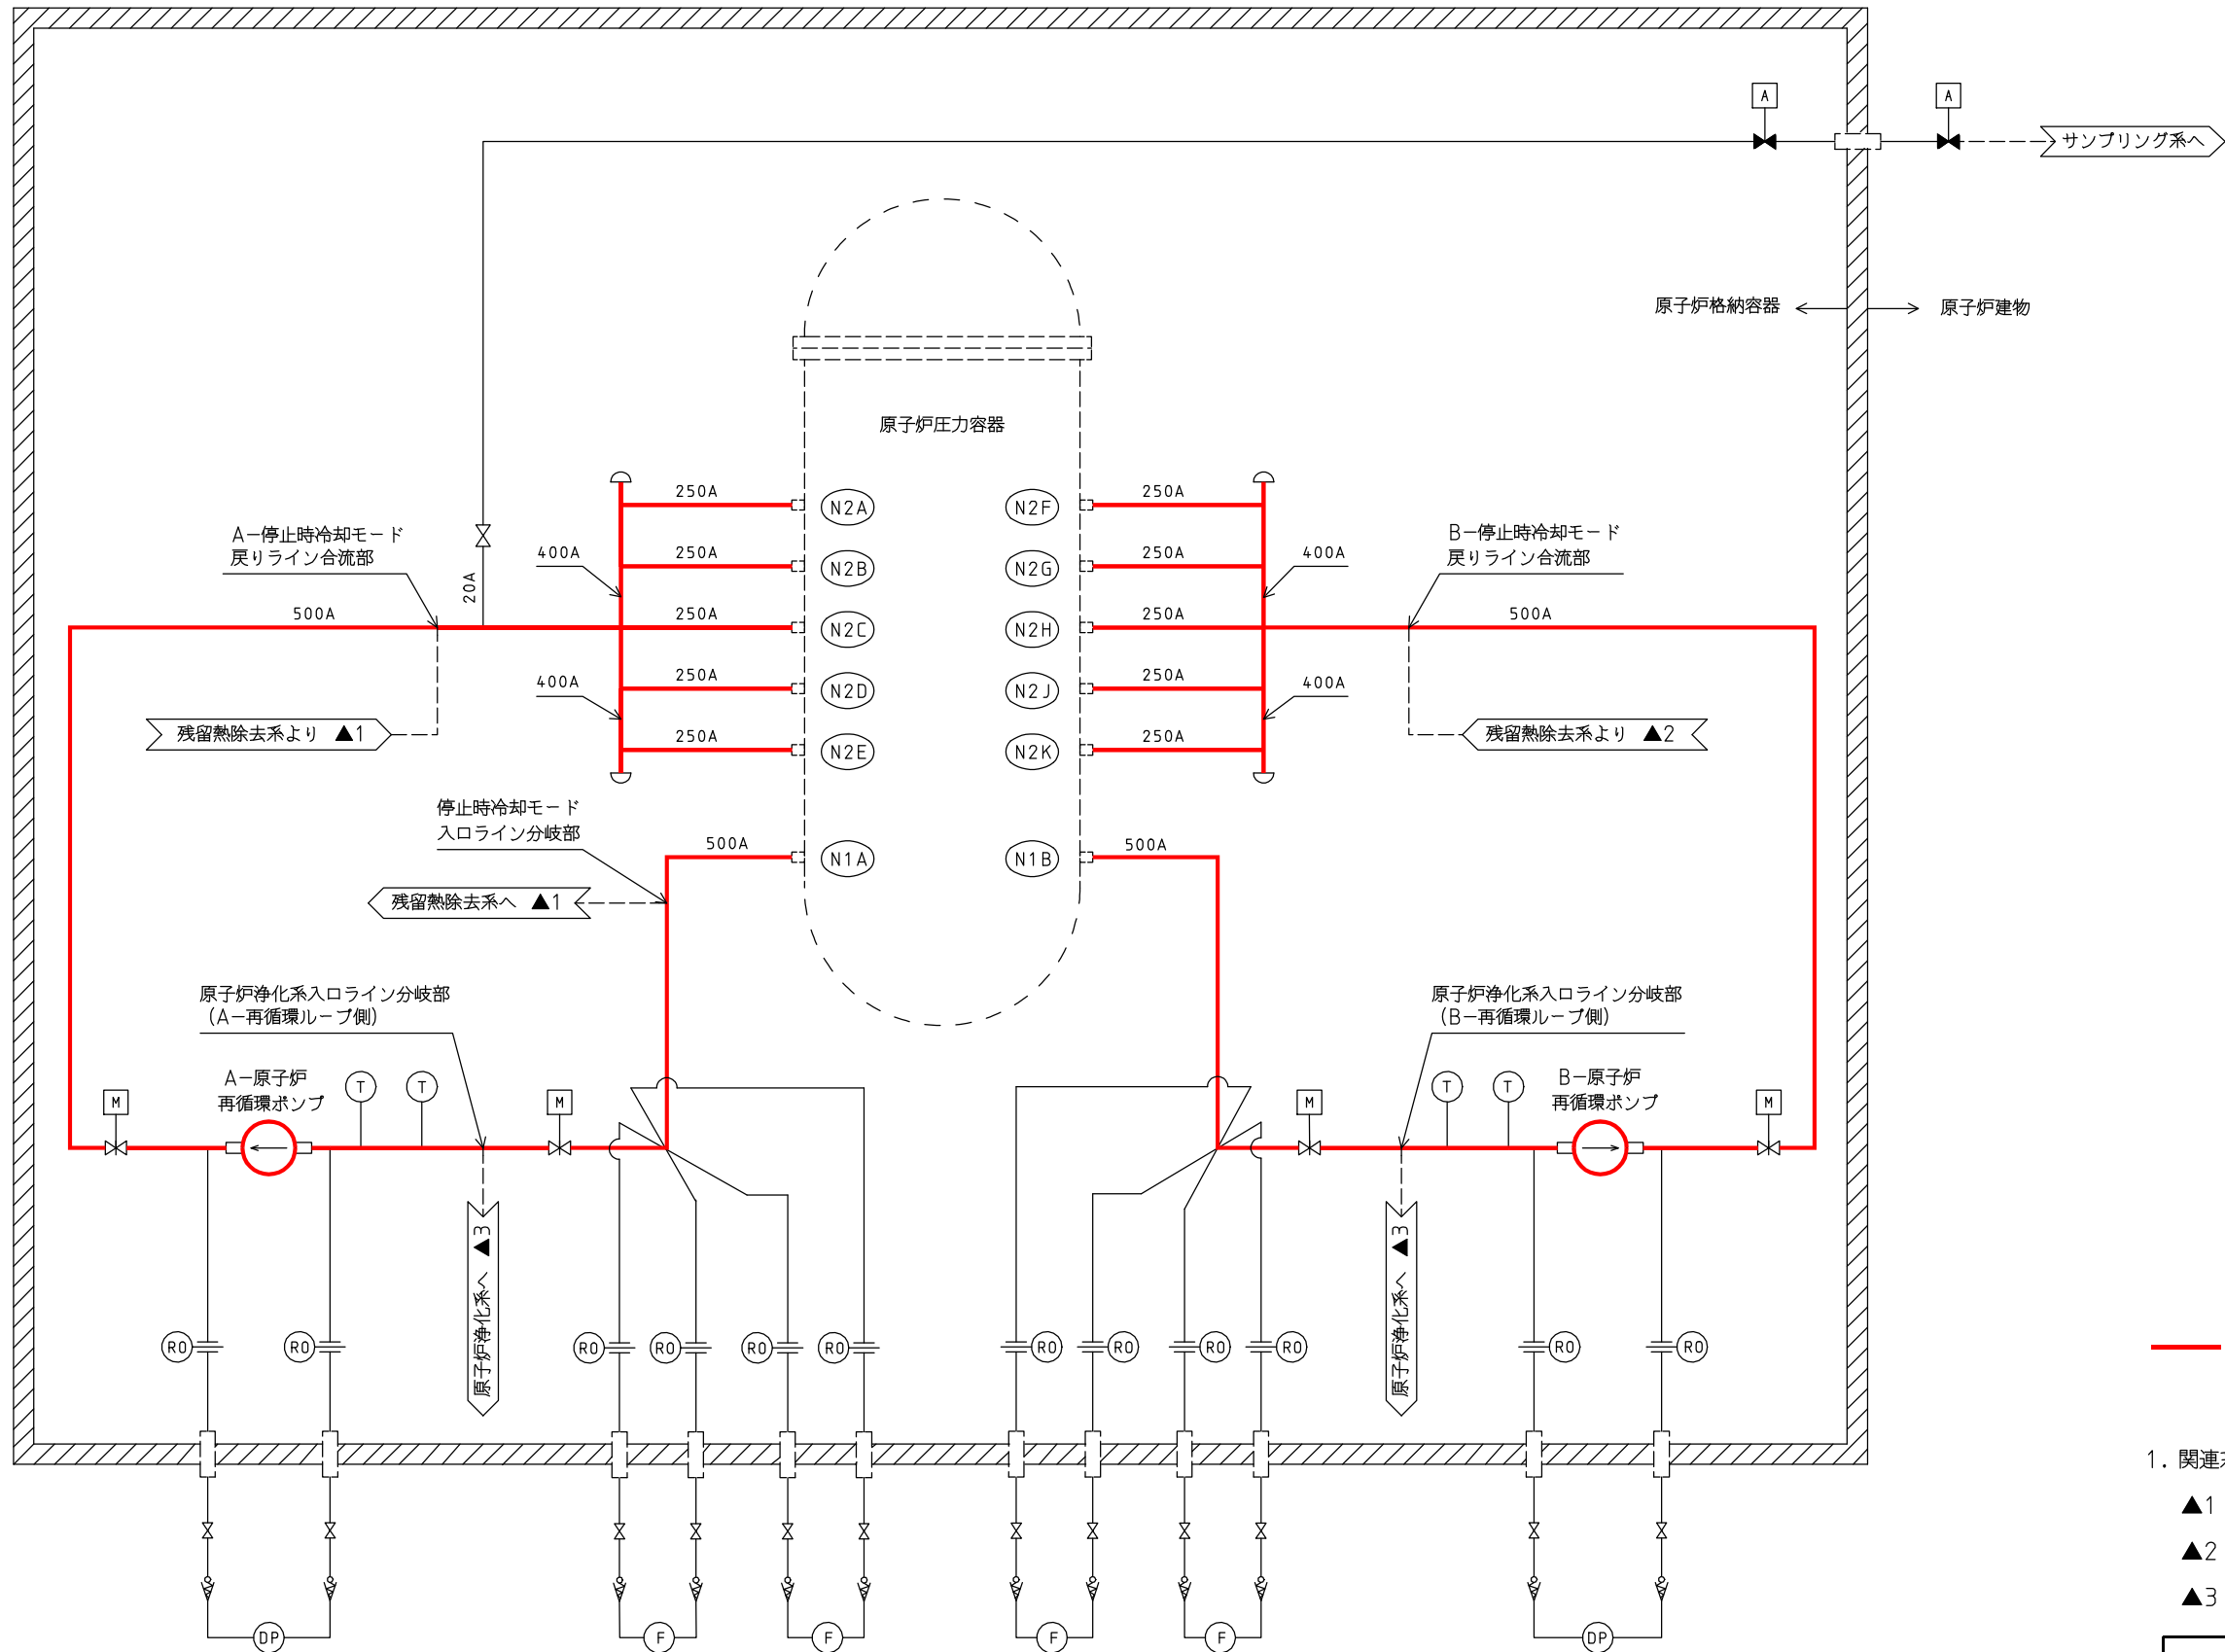 A
A
サンプリング系へ
原子炉格納容器
原子炉建物
原子炉圧力容器
250A
N2A
N2F
250A
A−停止時冷却モード
戻りライン合流部
B−停止時冷却モード
戻りライン合流部
400A
250A
N2B
N2G
250A
400A
20A
500A
250A
N2C
N2H
250A
500A
400A
250A
N2D
N2J
250A
400A
残留熱除去系より ▲1
250A
N2E
N2K
250A
残留熱除去系より ▲2
停止時冷却モード
入口ライン分岐部
500A
N1A
N1B
500A
残留熱除去系へ ▲1
原子炉浄化系入口ライン分岐部
(A−再循環ループ側)
原子炉浄化系入口ライン分岐部
(B−再循環ループ側)
A−原子炉
再循環ポンプ
B−原子炉
再循環ポンプ
M
T
T
M
M
T
T
M
原子炉浄化系へ ▲3
原子炉浄化系へ ▲3
RO
RO
RO
RO
RO
RO
RO
RO
RO
RO
RO
RO
1. 関連
▲1
▲2
▲3
DP
F
F
F
F
DP